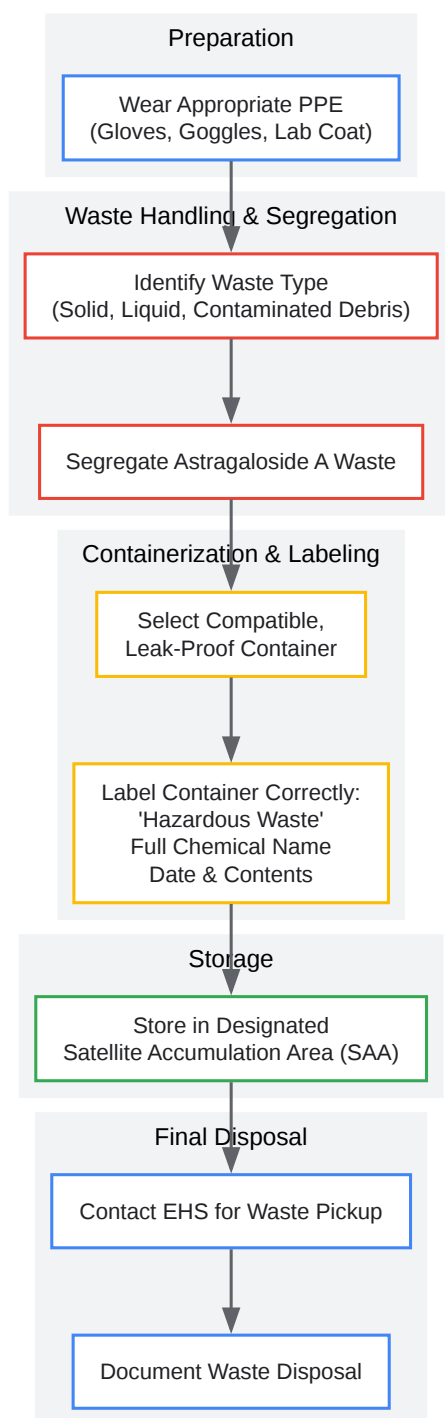 Preparation
Wear Appropriate PPE
(Gloves, Goggles, Lab Coat)
Waste Handling & Segregation
Identify Waste Type
(Solid, Liquid, Contaminated Debris)
Segregate Astragaloside A Waste
Containerization & Labeling
Select Compatible,
Leak-Proof Container
Label Container Correctly:
'Hazardous Waste'
Full Chemical Name
Date & Contents
Storage
Store in Designated
Satellite Accumulation Area (SAA)
Final Disposal
Contact EHS for Waste Pickup
Document Waste Disposal